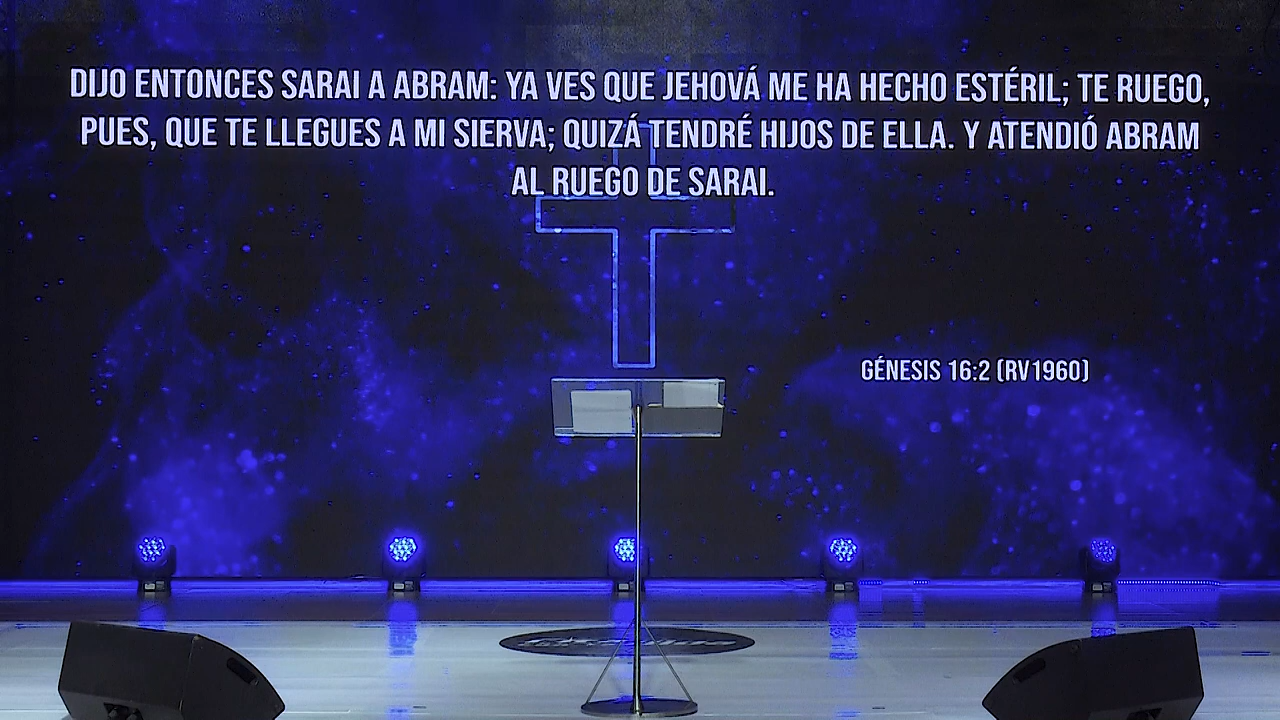 DIJO ENTONCES SARAI A ABRAM: YA VES QUE JEHOVÁ ME HA HECHO ESTÉRIL; TE RUEGO,
PUES, QUE TE LLEGUES A MI SIERVA; QUIZÁ TENDRÉ HIJOS DE ELLA. Y ATENDIÓ ABRAM
AL RUEGO DE SARAI.
GÉNESIS 16:2 (RV1960)